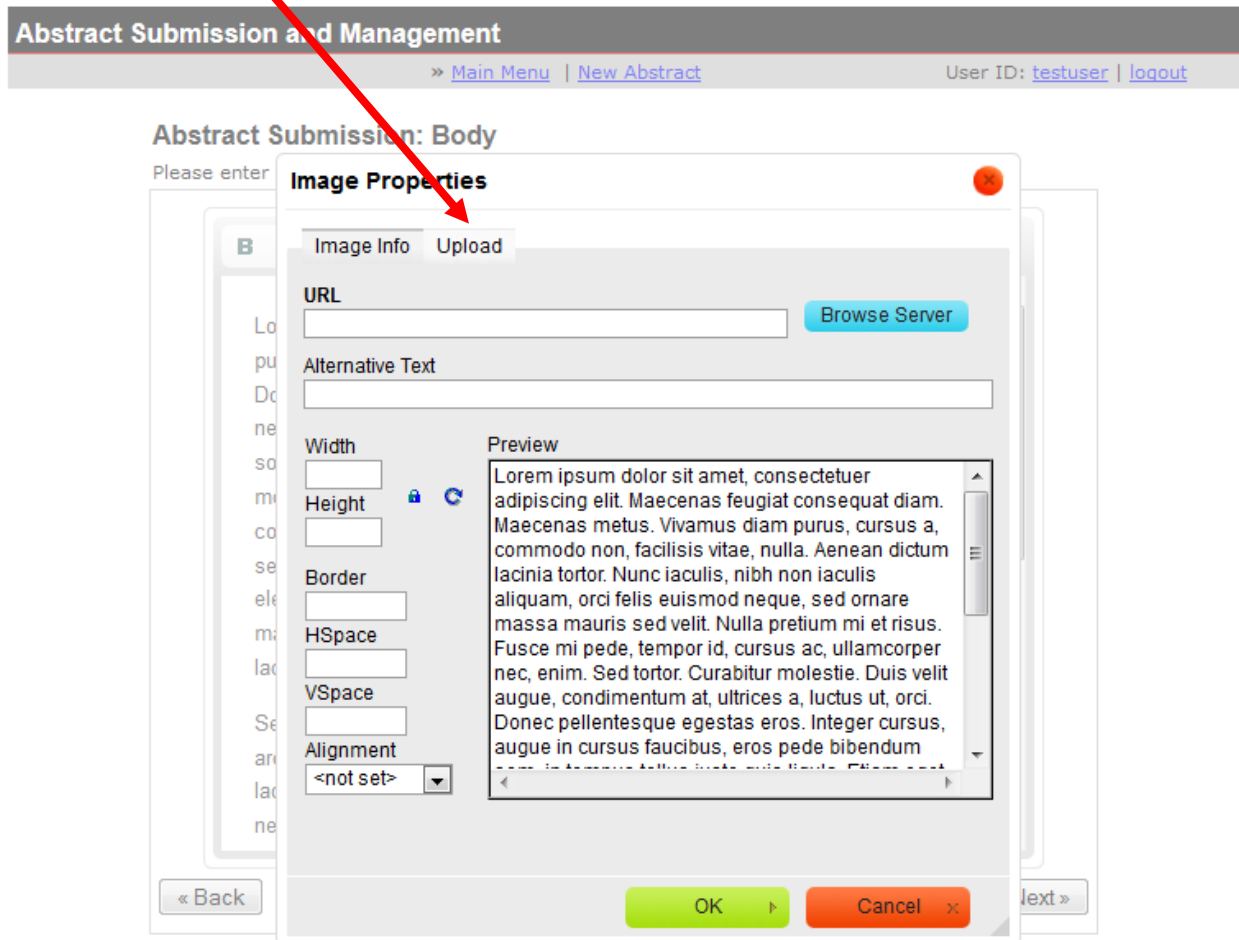 Abstract Submission and Management
» Main Menu | New Abstract User ID: testuser | logout
Abstract Submission: Body
Please enter
Image Properties
B
Image Info Upload
URL
Browse Server
Alternative Text
Width
Height
Border
HSpace
VSpace
Alignment
<not set>
Preview
Lorem ipsum dolor sit amet, consectetuer
adipiscing elit. Maecenas feugiat consequat diam.
Maecenas metus. Vivamus diam purus, cursus a,
commodo non, facilisis vitae, nulla. Aenean dictum
lacinia tortor. Nunc iaculis, nibh non iaculis
aliquam, orci felis euismod neque, sed ornare
massa mauris sed velit. Nulla pretium mi et risus.
Fusce mi pede, tempor id, cursus ac, ullamcorper
nec, enim. Sed tortor. Curabitur molestie. Duis velit
augue, condimentum at, ultrices a, luctus ut, orci.
Donec pellentesque egestas eros. Integer cursus,
augue in cursus faucibus, eros pede bibendum
OK Cancel
« Back